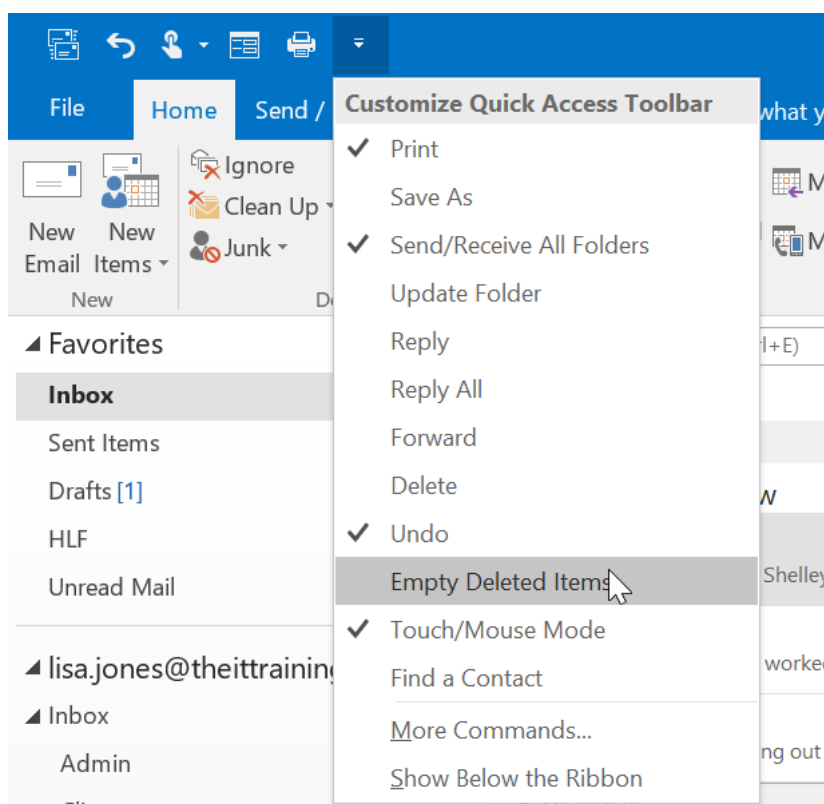 File
Home
Send /
Customize Quick Access Toolbar
what y
Print
Save As
Send/Receive All Folders
Update Folder
Reply
Reply All
Forward
Delete
Undo
Empty Deleted Items
Touch/Mouse Mode
Find a Contact
More Commands...
Show Below the Ribbon
New Email
New Items
Ignore
Clean Up
Junk
New
De
M
M
Favorites
Inbox
Sent Items
Drafts [1]
HLF
Unread Mail
lisa.jones@theittraining
Inbox
Admin
l+E)
w
Shelley
worked
ng out